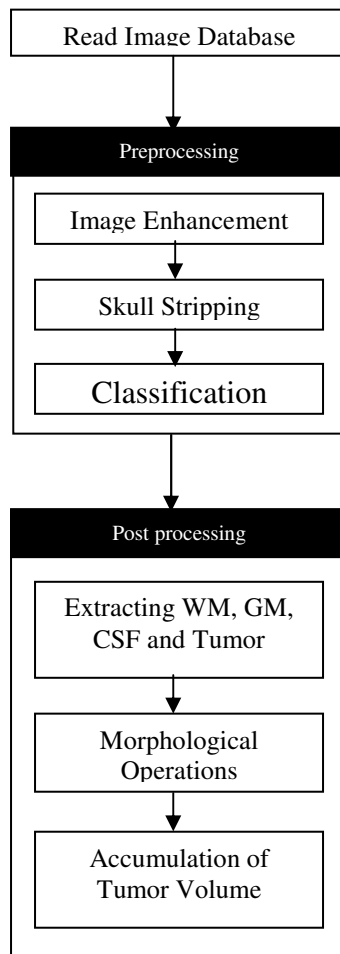 Read Image Database
Preprocessing
Image Enhancement
Skull Stripping
Classification
Post processing
Extracting WM, GM,
CSF and Tumor
Morphological
Operations
Accumulation of
Tumor Volume